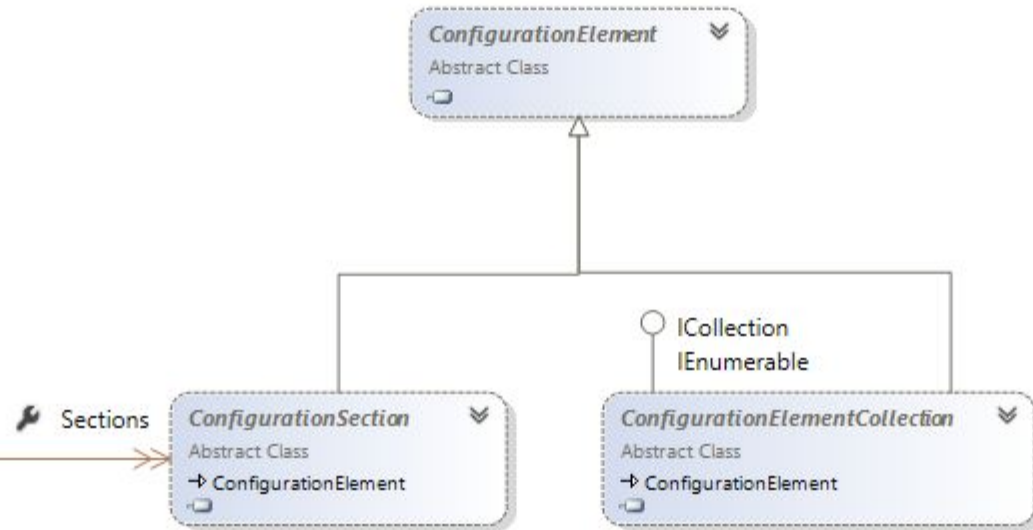 ConfigurationElement
Abstract Class
ICollection
IEnumerable
Sections
ConfigurationSection
Abstract Class
ConfigurationElement
ConfigurationElementCollection
Abstract Class
ConfigurationElement